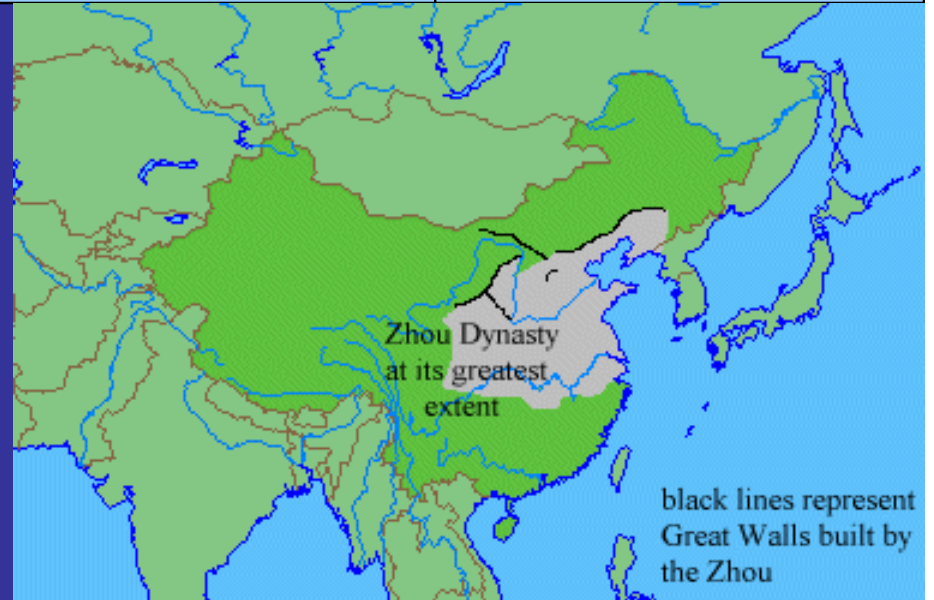 Zhou Dynasty
at its greatest
extent
black lines represent
Great Walls built by
the Zhou